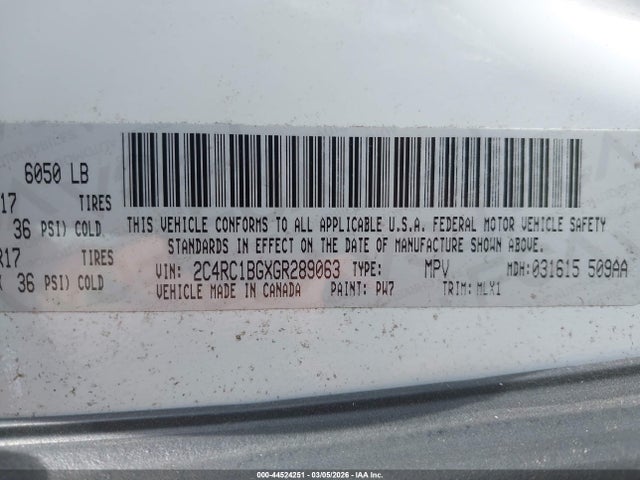 6050 LB
17 TIRES
36 PSI) COLD
R17 TIRES
36 PSI) COLD
THIS VEHICLE CONFORMS TO ALL APPLICABLE U.S.A. FEDERAL MOTOR VEHICLE SAFETY
STANDARDS IN EFFECT ON THE DATE OF MANUFACTURE SHOWN ABOVE.
VIN: 2C4RC1BGXGR289063 TYPE: MPV MDH: 031615 509AA
VEHICLE MADE IN CANADA PAINT: PW7 TRIM: MLX1
000-44524251 | 03/05/2026 | IAA Inc.